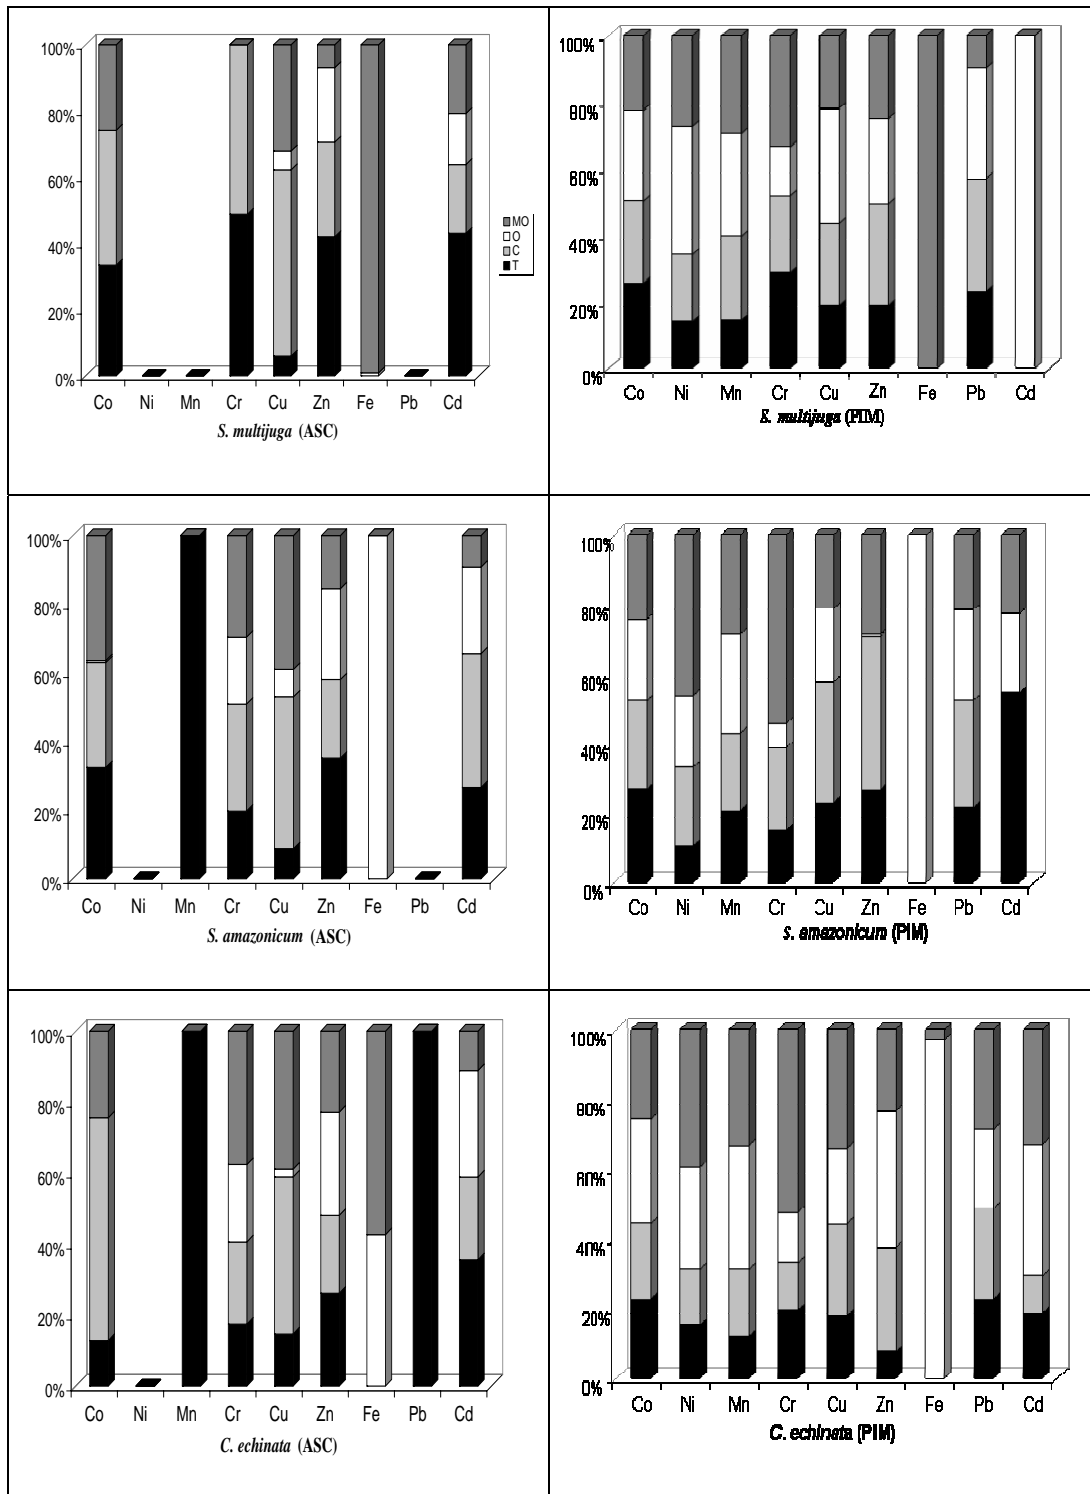 100%
80%
60%
40%
20%
0%
Co Ni Mn Cr Cu Zn Fe Pb Cd
S. multijuga (ASC)
MO
O
C
T
100%
80%
60%
40%
20%
0%
Co Ni Mn Cr Cu Zn Fe Pb Cd
S. multijuga (PIM)
100%
80%
60%
40%
20%
0%
Co Ni Mn Cr Cu Zn Fe Pb Cd
S. amazonicum (ASC)
100%
80%
60%
40%
20%
0%
Co Ni Mn Cr Cu Zn Fe Pb Cd
s. amazonicum (PIM)
100%
80%
60%
40%
20%
0%
Co Ni Mn Cr Cu Zn Fe Pb Cd
C. echinata (ASC)
100%
80%
60%
40%
20%
0%
Co Ni Mn Cr Cu Zn Fe Pb Cd
C. echinata (PIM)